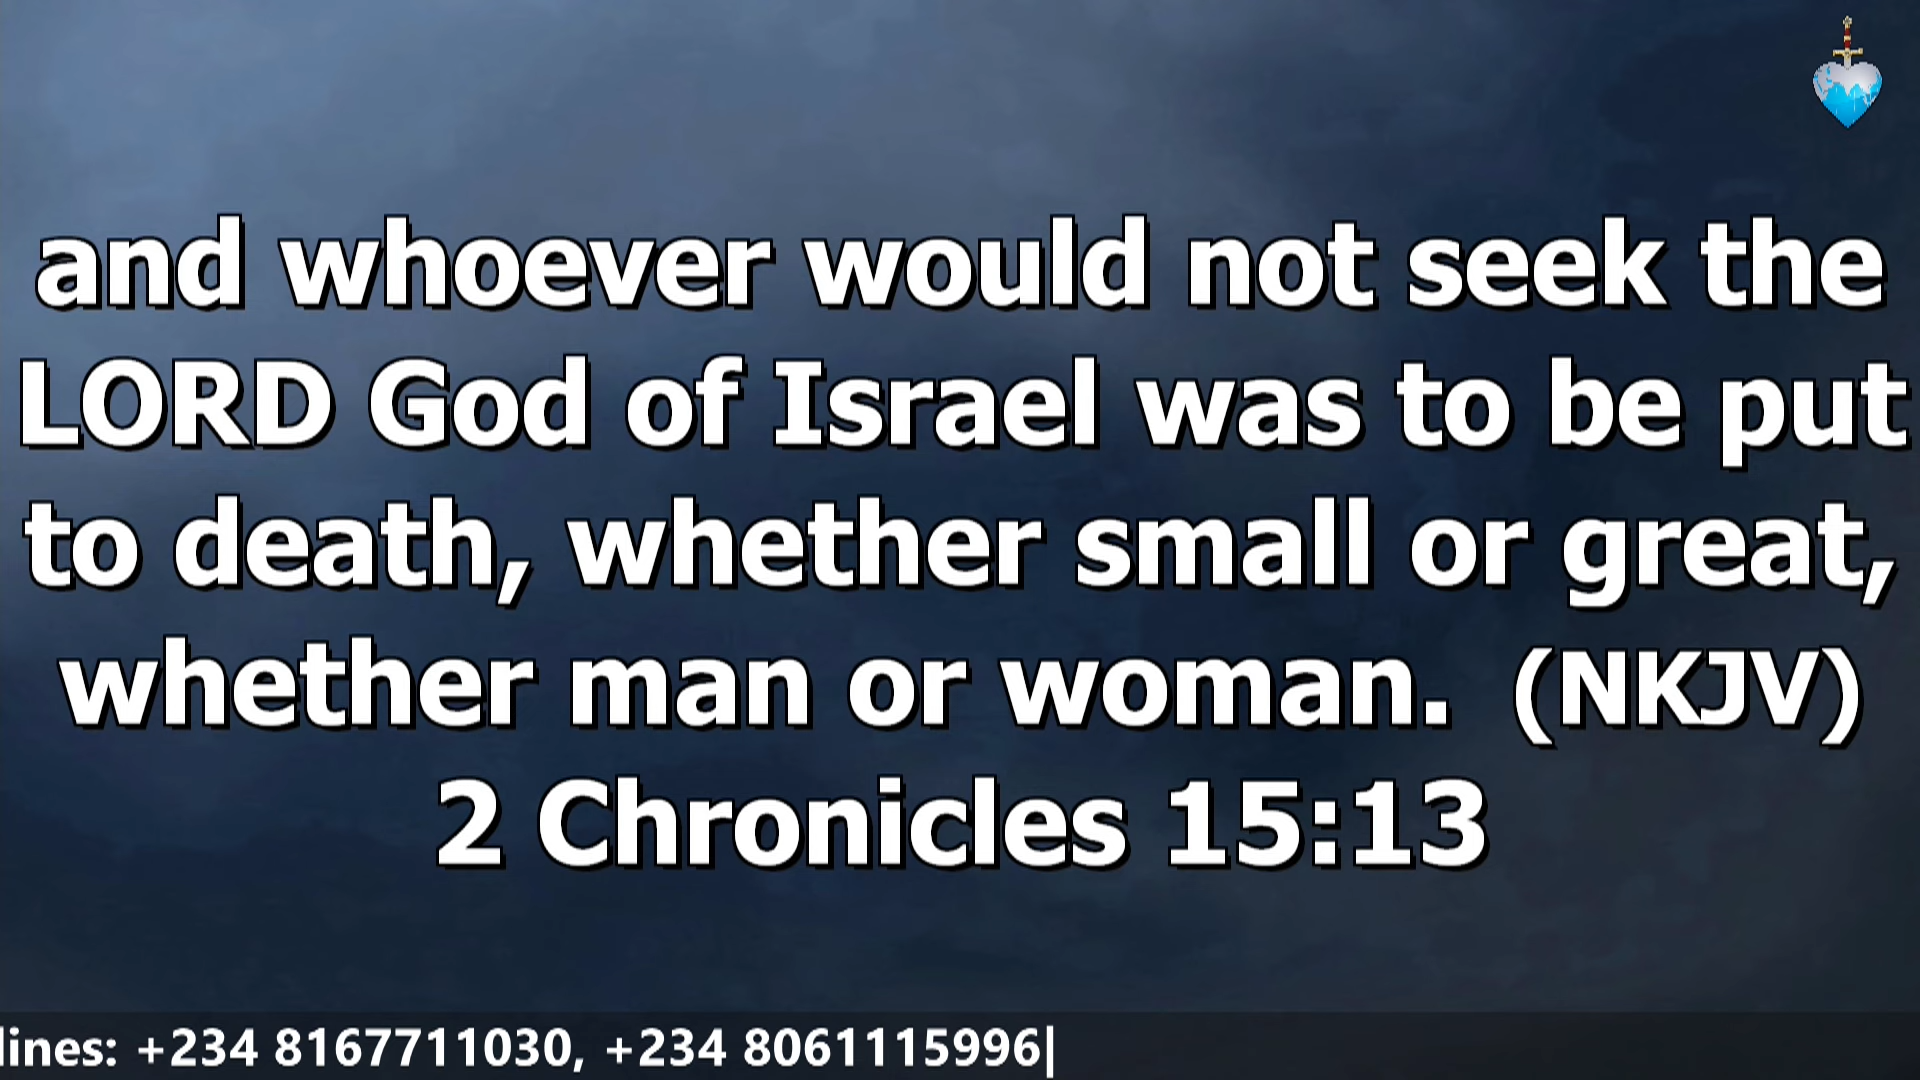 and whoever would not seek the
LORD God of Israel was to be put
to death, whether small or great,
whether man or woman.  (NKJV)
2 Chronicles 15:13
lines: +234 8167711030, +234 8061115996|